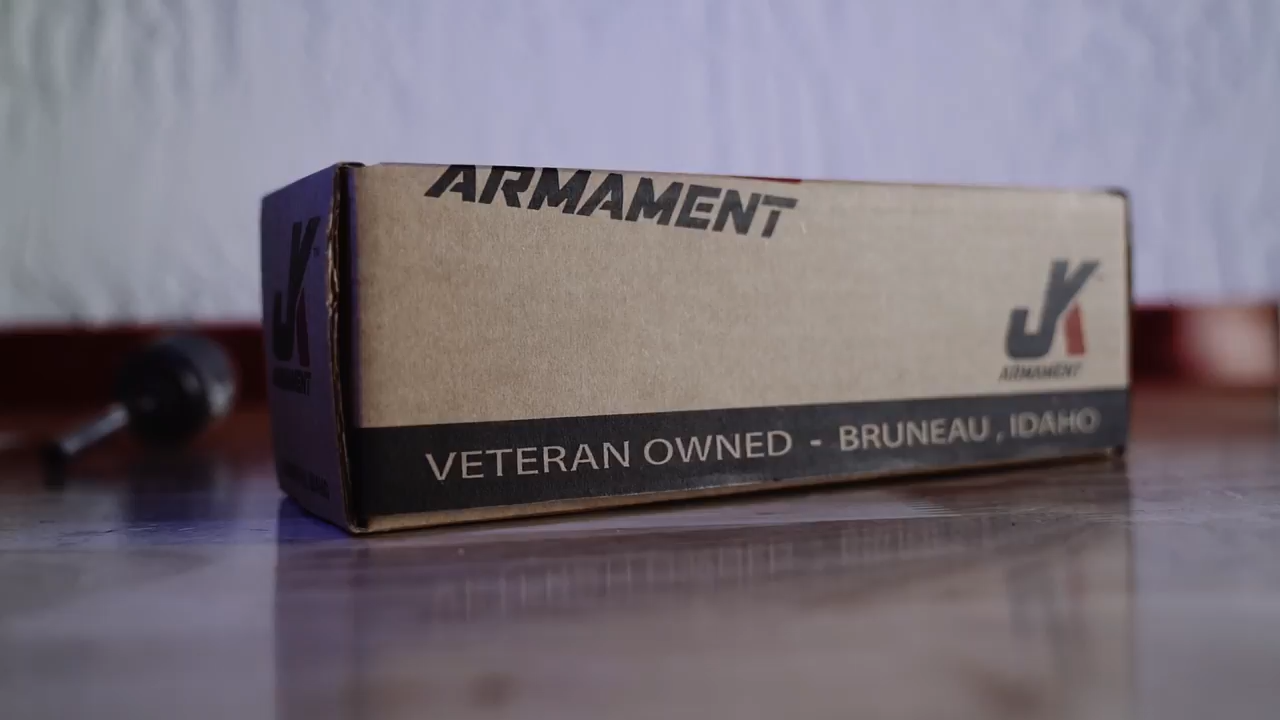 ARMAMENT
JK
ARMAMENT
JK
ARMAMENT
VETERAN OWNED - BRUNEAU , IDAHO